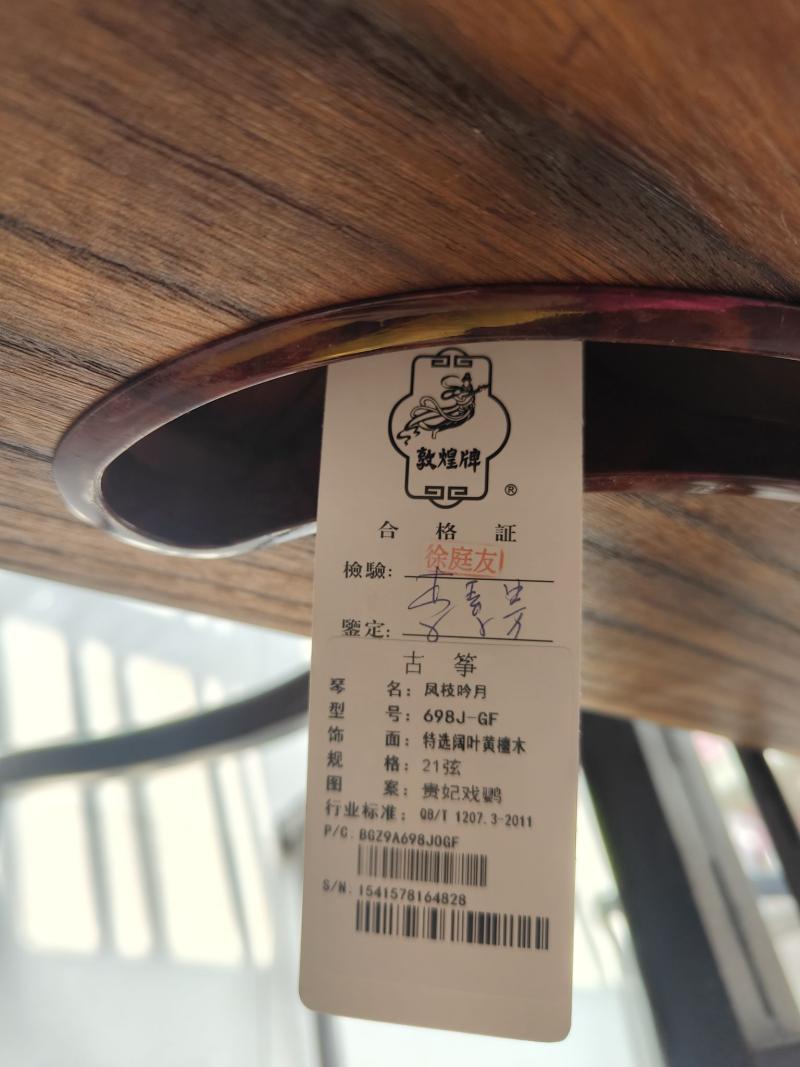 敦煌牌
®
合格証
檢驗: 徐庭友
鑒定:
古筝
琴名: 凤枝吟月
型号: 698J-GF
饰面: 特选阔叶黄檀木
规格: 21弦
图案: 贵妃戏鹦
行业标准: QB/T 1207.3-2011
P/C. BGZ9A698J0GF
S/N. 1541578164828